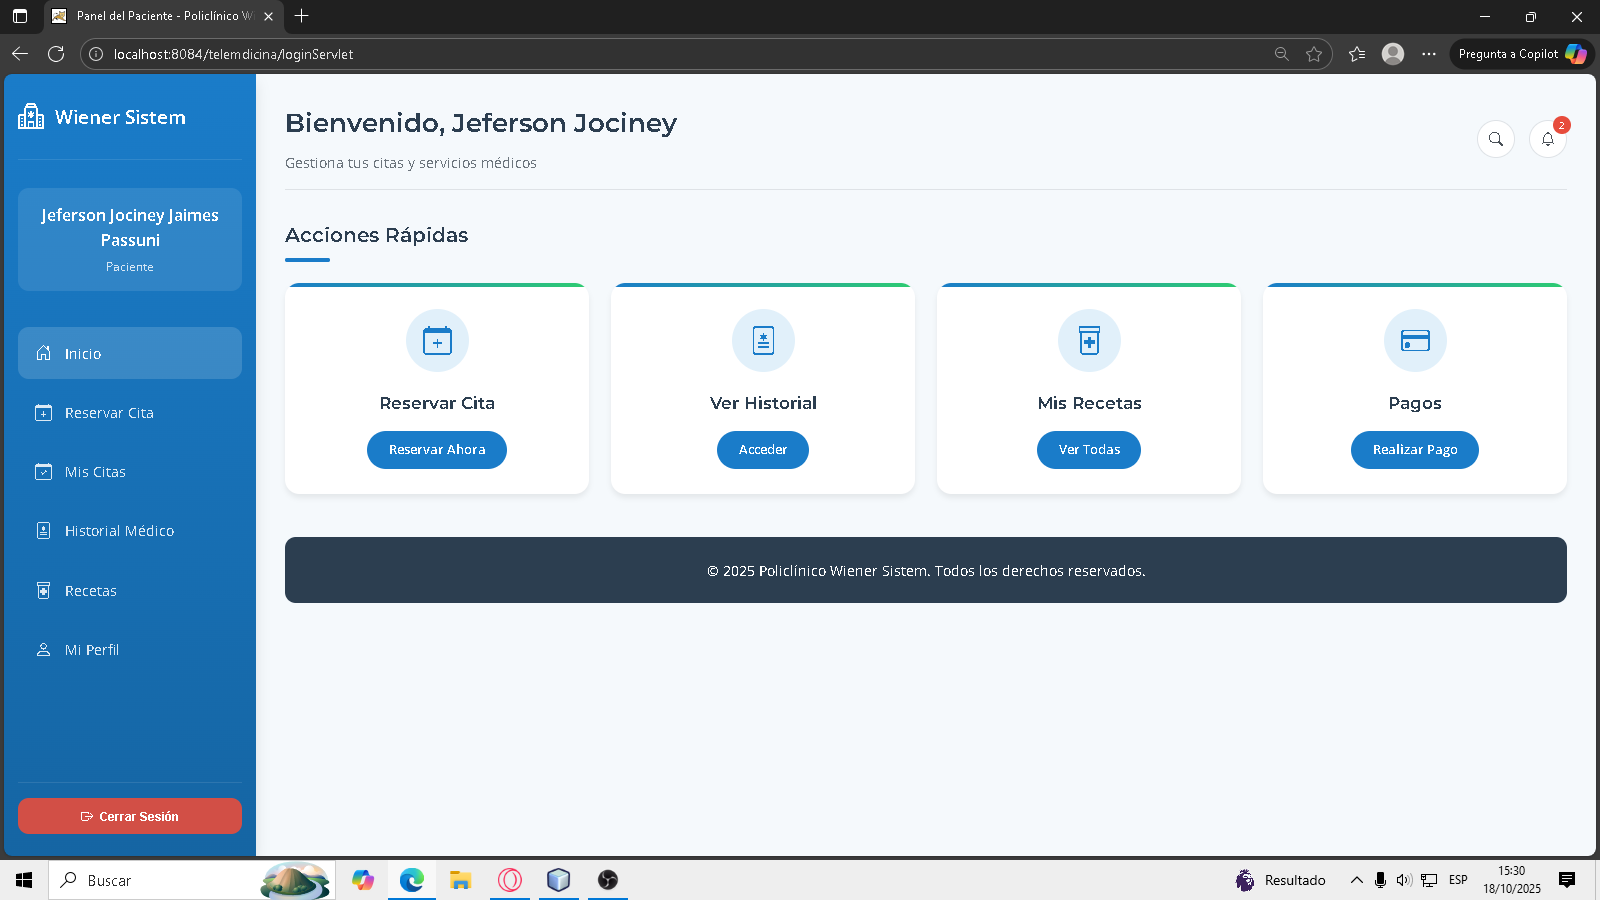 Panel del Paciente - Policlínico W
localhost:8084/telemdicina/loginServlet
Pregunta a Copilot
Wiener Sistem
Jeferson Jociney Jaimes
Passuni
Paciente
Inicio
Reservar Cita
Mis Citas
Historial Médico
Recetas
Mi Perfil
Cerrar Sesión
Bienvenido, Jeferson Jociney
Gestiona tus citas y servicios médicos
2
Acciones Rápidas
Reservar Cita
Reservar Ahora
Ver Historial
Acceder
Mis Recetas
Ver Todas
Pagos
Realizar Pago
© 2025 Policlínico Wiener Sistem. Todos los derechos reservados.
Buscar
Resultado
ESP
15:30
18/10/2025